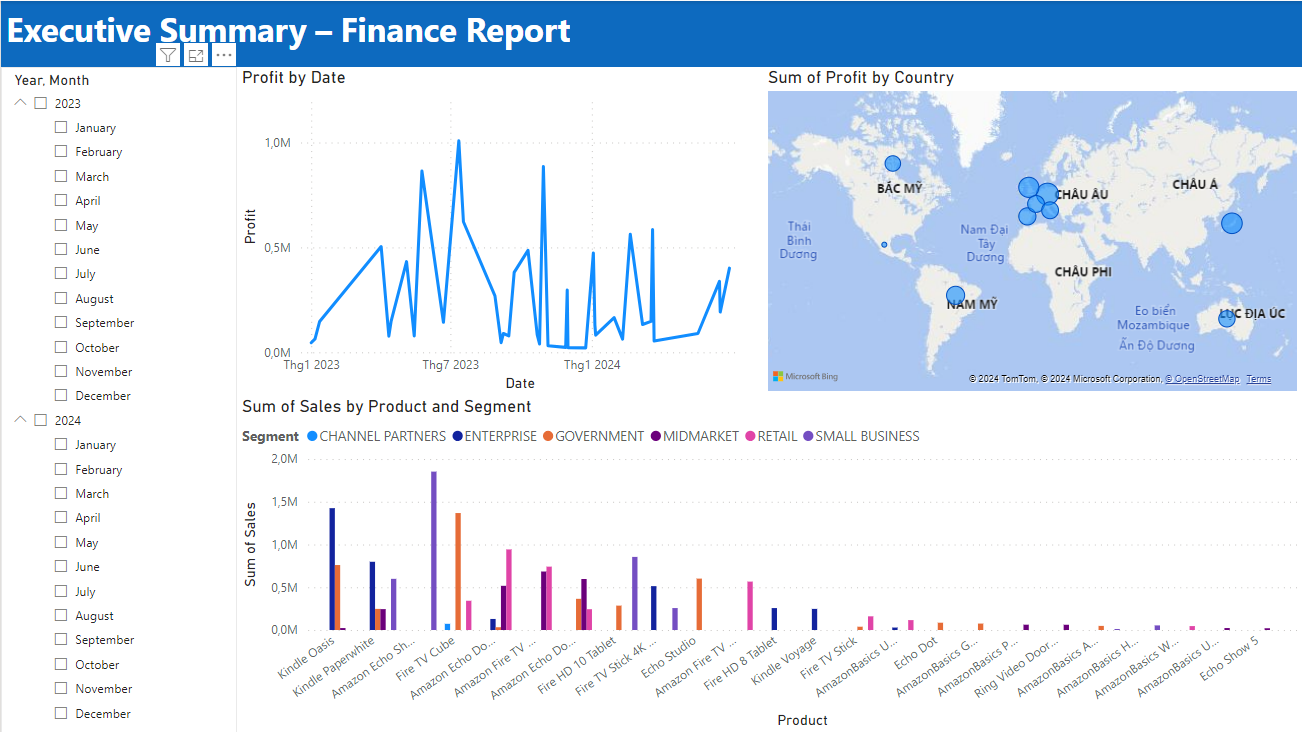 Executive Summary – Finance Report
Year, Month
2023
January
February
March
April
May
June
July
August
September
October
November
December
2024
January
February
March
April
May
June
July
August
September
October
November
December
Profit by Date
Profit
1,0M
0,5M
0,0M
Thg1 2023
Thg7 2023
Thg1 2024
Date
Sum of Profit by Country
BẮC MỸ
CHÂU ÂU
CHÂU Á
Thái
Bình
Dương
Nam Đại
Tây
Dương
CHÂU PHI
NAM MỸ
Eo biển
Mozambique
Ấn Độ Dương
LỤC ĐỊA ÚC
Microsoft Bing
© 2024 TomTom, © 2024 Microsoft Corporation, © OpenStreetMap Terms
Sum of Sales by Product and Segment
Segment CHANNEL PARTNERS ENTERPRISE GOVERNMENT MIDMARKET RETAIL SMALL BUSINESS
Sum of Sales
2,0M
1,5M
1,0M
0,5M
0,0M
Kindle Oasis
Kindle Paperwhite
Amazon Echo Sh...
Fire TV Cube
Amazon Echo Do...
Amazon Fire TV ...
Amazon Echo Do...
Fire HD 10 Tablet
Fire TV Stick 4K ...
Echo Studio
Amazon Fire TV ...
Fire HD 8 Tablet
Kindle Voyage
Fire TV Stick
AmazonBasics U...
Echo Dot
AmazonBasics G...
AmazonBasics P...
Ring Video Door...
AmazonBasics A...
AmazonBasics H...
AmazonBasics W...
AmazonBasics U...
Echo Show 5
Product